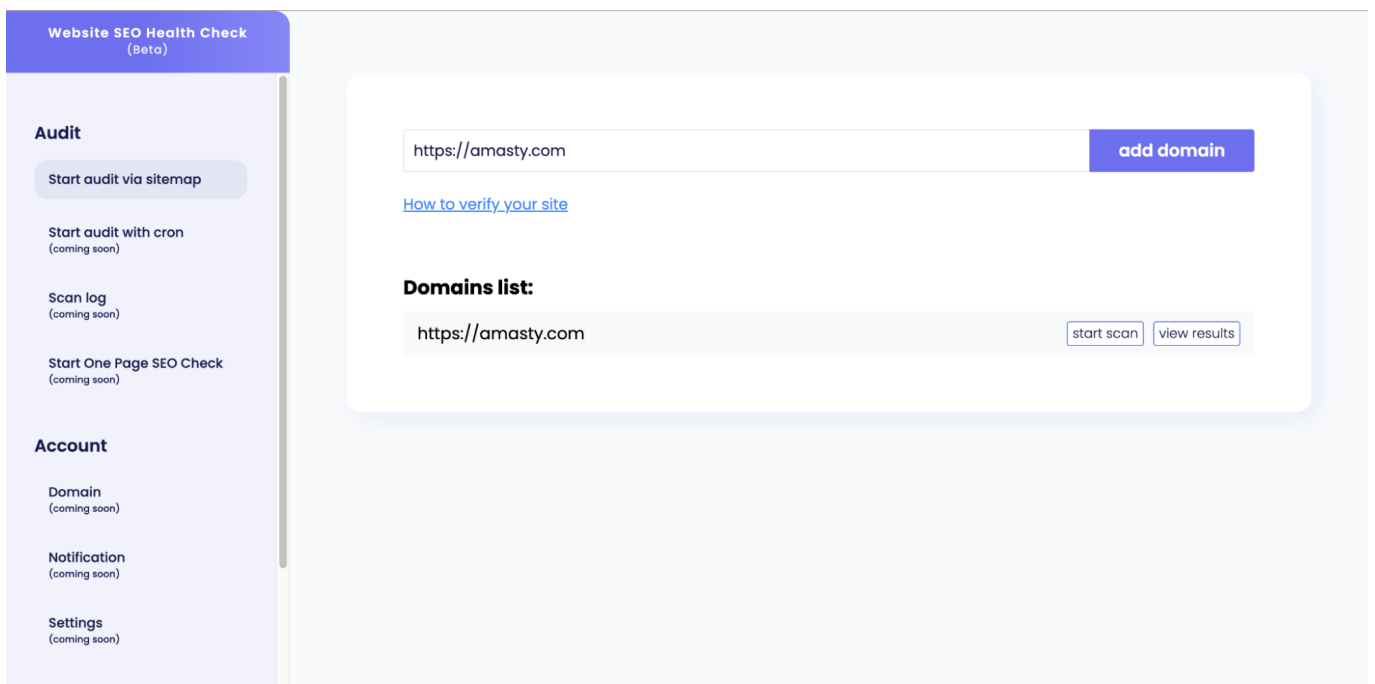 Website SEO Health Check
(Beta)
Audit
Start audit via sitemap
Start audit with cron
(coming soon)
Scan log
(coming soon)
Start One Page SEO Check
(coming soon)
Account
Domain
(coming soon)
Notification
(coming soon)
Settings
(coming soon)
https://amasty.com
add domain
How to verify your site
Domains list:
https://amasty.com
start scan
view results